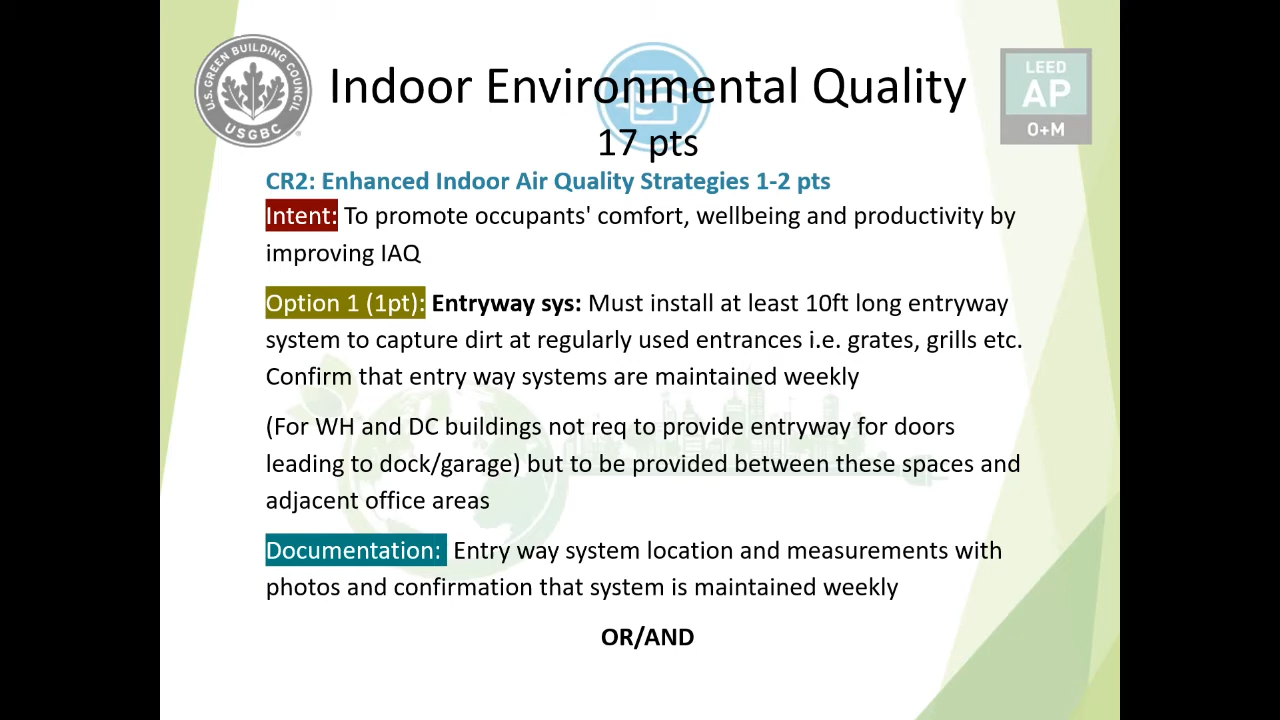 Indoor Environmental Quality
17 pts
U.S. GREEN BUILDING COUNCIL
USGBC
LEED
AP
O+M
CR2: Enhanced Indoor Air Quality Strategies 1-2 pts
Intent: To promote occupants' comfort, wellbeing and productivity by
improving IAQ
Option 1 (1pt): Entryway sys: Must install at least 10ft long entryway
system to capture dirt at regularly used entrances i.e. grates, grills etc.
Confirm that entry way systems are maintained weekly
(For WH and DC buildings not req to provide entryway for doors
leading to dock/garage) but to be provided between these spaces and
adjacent office areas
Documentation: Entry way system location and measurements with
photos and confirmation that system is maintained weekly
OR/AND